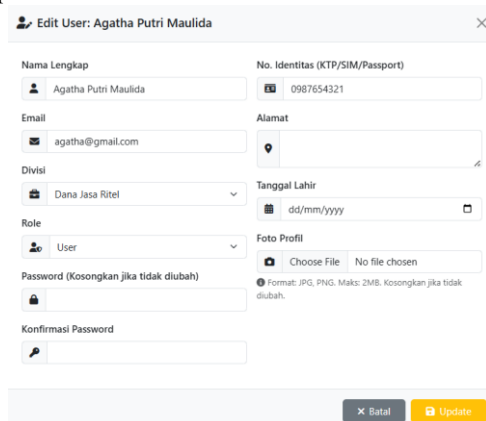 Edit User: Agatha Putri Maulida
Nama Lengkap
Agatha Putri Maulida
Email
agatha@gmail.com
Divisi
Dana Jasa Ritel
Role
User
Password (Kosongkan jika tidak diubah)
Konfirmasi Password
No. Identitas (KTP/SIM/Passport)
0987654321
Alamat
Tanggal Lahir
dd/mm/yyyy
Foto Profil
Choose File No file chosen
Format: JPG, PNG. Maks: 2MB. Kosongkan jika tidak
diubah.
Batal Update